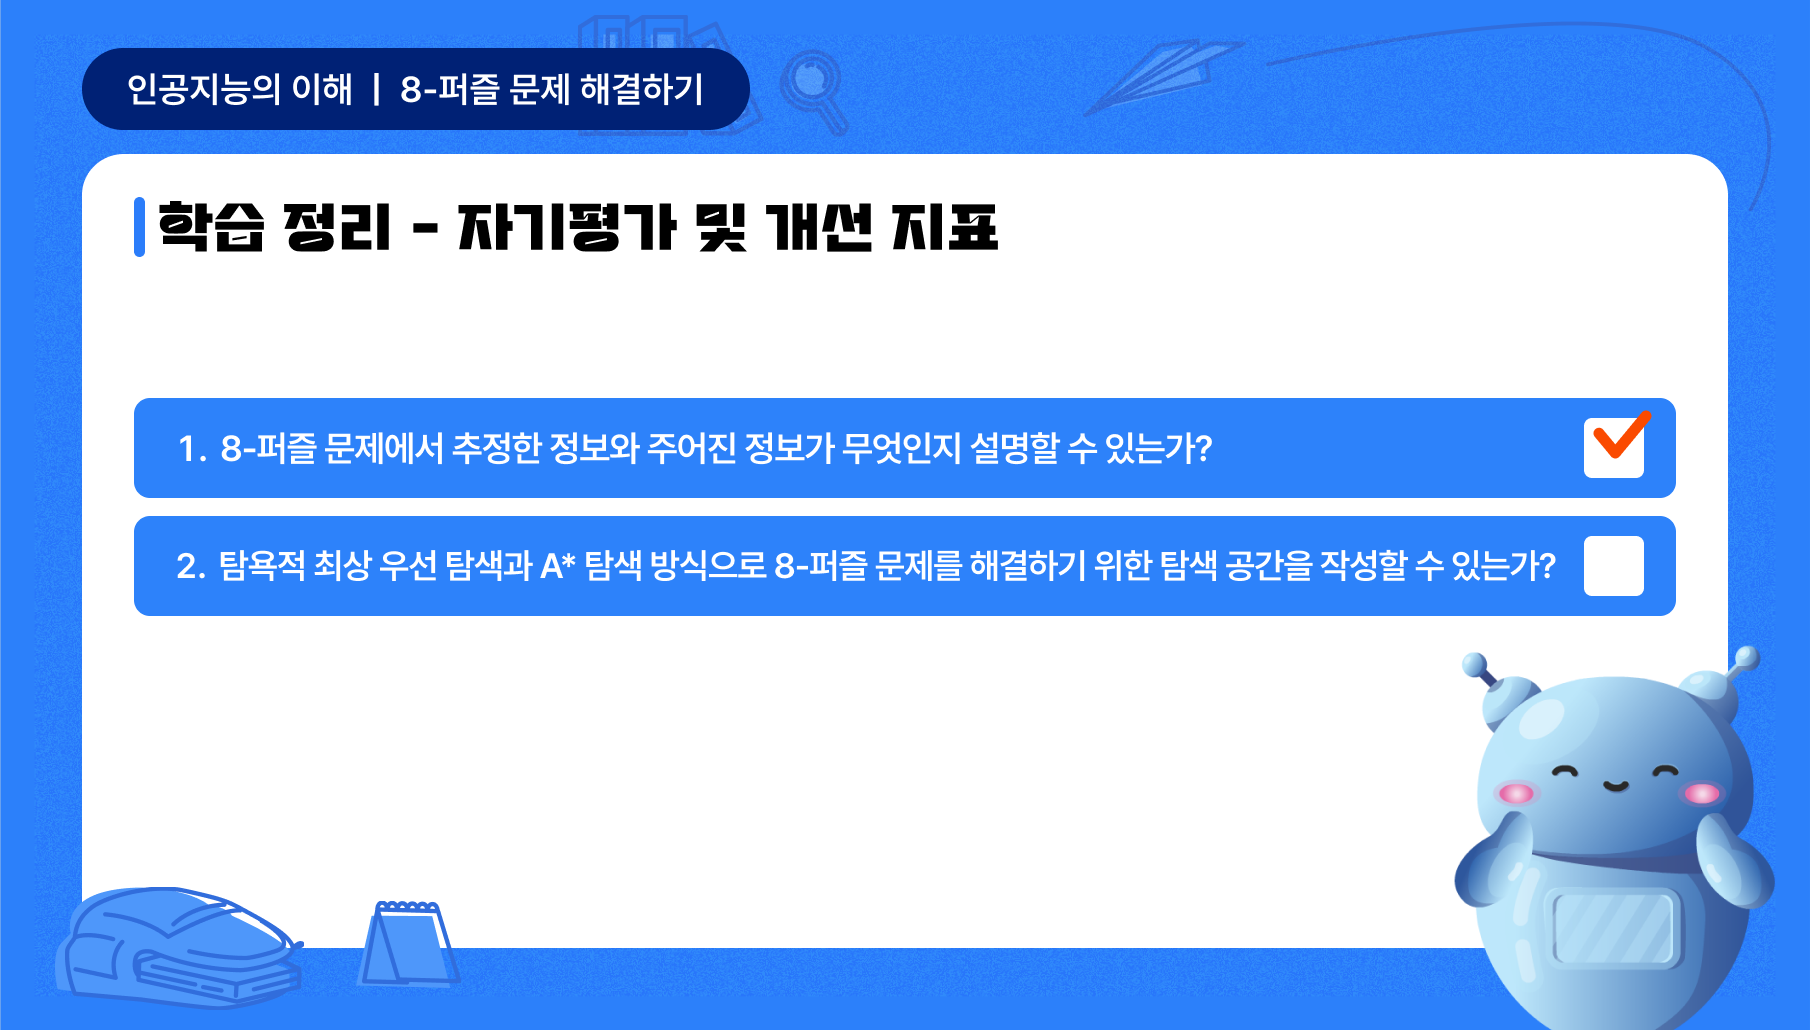 인공지능의 이해 | 8-퍼즐 문제 해결하기
학습 정리 - 자기평가 및 개선 지표
1. 8-퍼즐 문제에서 추정한 정보와 주어진 정보가 무엇인지 설명할 수 있는가?
2. 탐욕적 최상 우선 탐색과 A* 탐색 방식으로 8-퍼즐 문제를 해결하기 위한 탐색 공간을 작성할 수 있는가?